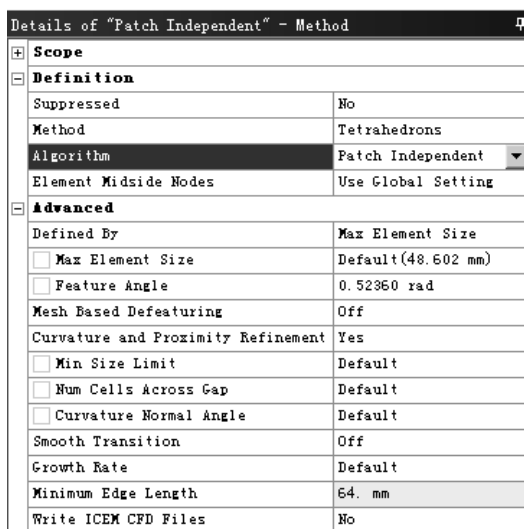 Details of "Patch Independent" - Method
Scope
Definition
Suppressed No
Method Tetrahedrons
Algorithm Patch Independent
Element Midside Nodes Use Global Setting
Advanced
Defined By Max Element Size
Max Element Size Default(48.602 mm)
Feature Angle 0.52360 rad
Mesh Based Defeaturing Off
Curvature and Proximity Refinement Yes
Min Size Limit Default
Num Cells Across Gap Default
Curvature Normal Angle Default
Smooth Transition Off
Growth Rate Default
Minimum Edge Length 64. mm
Write ICEM CFD Files No